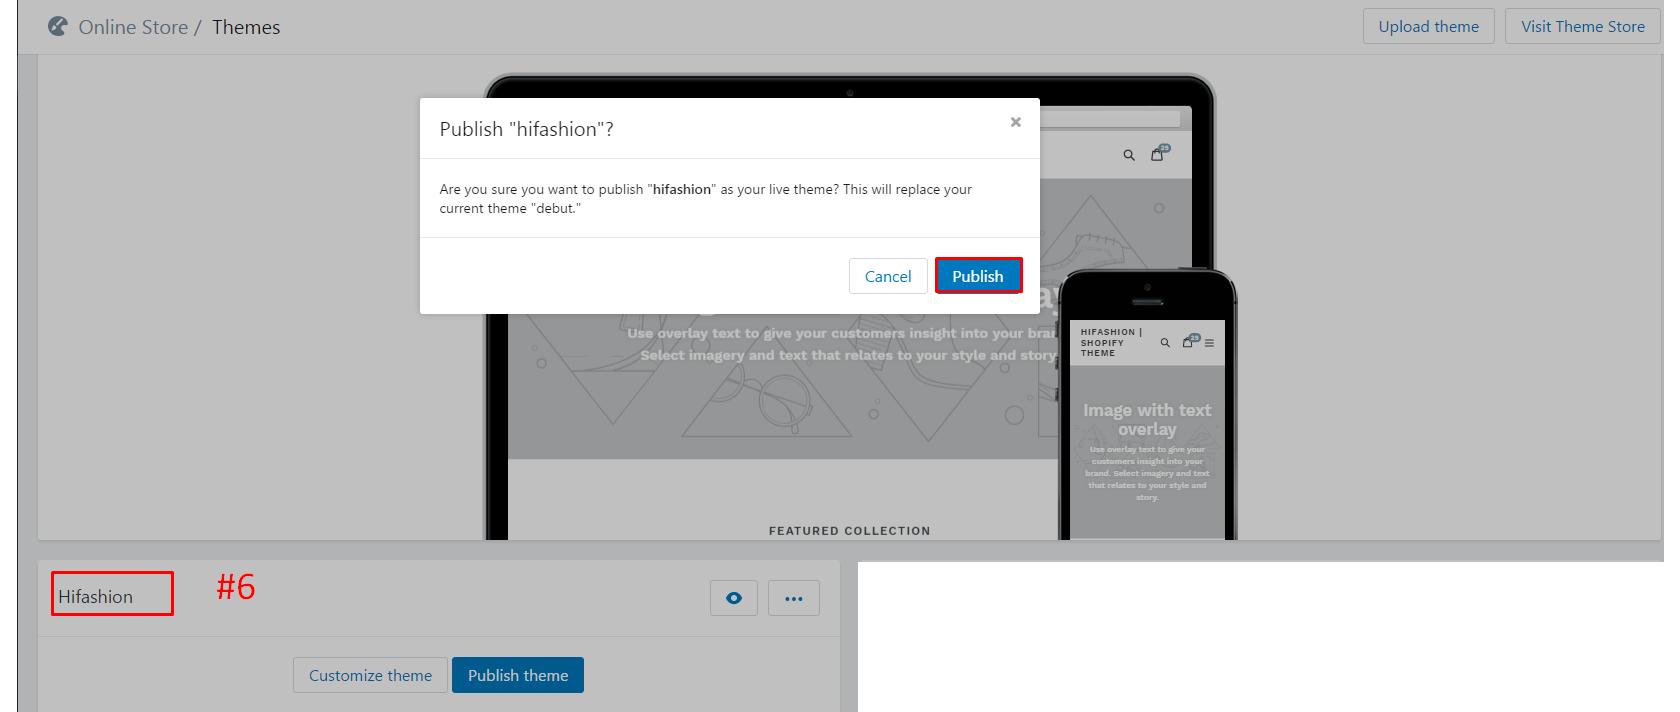 Online Store / Themes
Upload theme
Visit Theme Store
Publish "hifashion"?
×
Are you sure you want to publish "hifashion" as your live theme? This will replace your
current theme "debut."
Cancel
Publish
25
Use overlay text to give your customers insight into your
Select imagery and text that relates to your style and story
HIFASHION |
SHOPIFY
THEME
25
Image with text
overlay
Use overlay text to give your
customers insight into your
brand. Select imagery and text
that relates to your style and
story.
FEATURED COLLECTION
Hifashion
#6
Customize theme
Publish theme